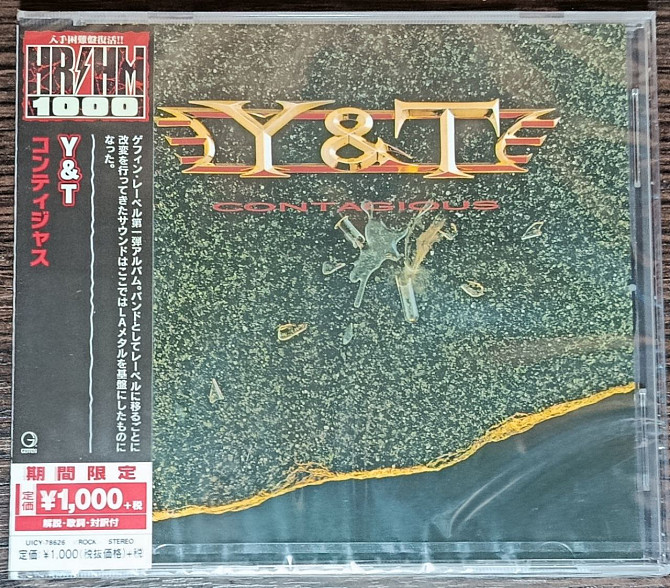 入手困難盤復活!!
HR/HM
1000
Y&T
コンティジャス
ゲフィン・レーベル第一弾アルバム。バンドとしてレーベルに移るごとに
改変を行ってきたサウンドはここではLAメタルを基盤にしたものに
なった。
GEFFEN
期間限定
定価
¥1,000+税
解説・歌詞・対訳付
UICY-78626 ROCK STEREO
定価 ¥1,000(税抜価格)+税
Y&T
CONTAGIOUS